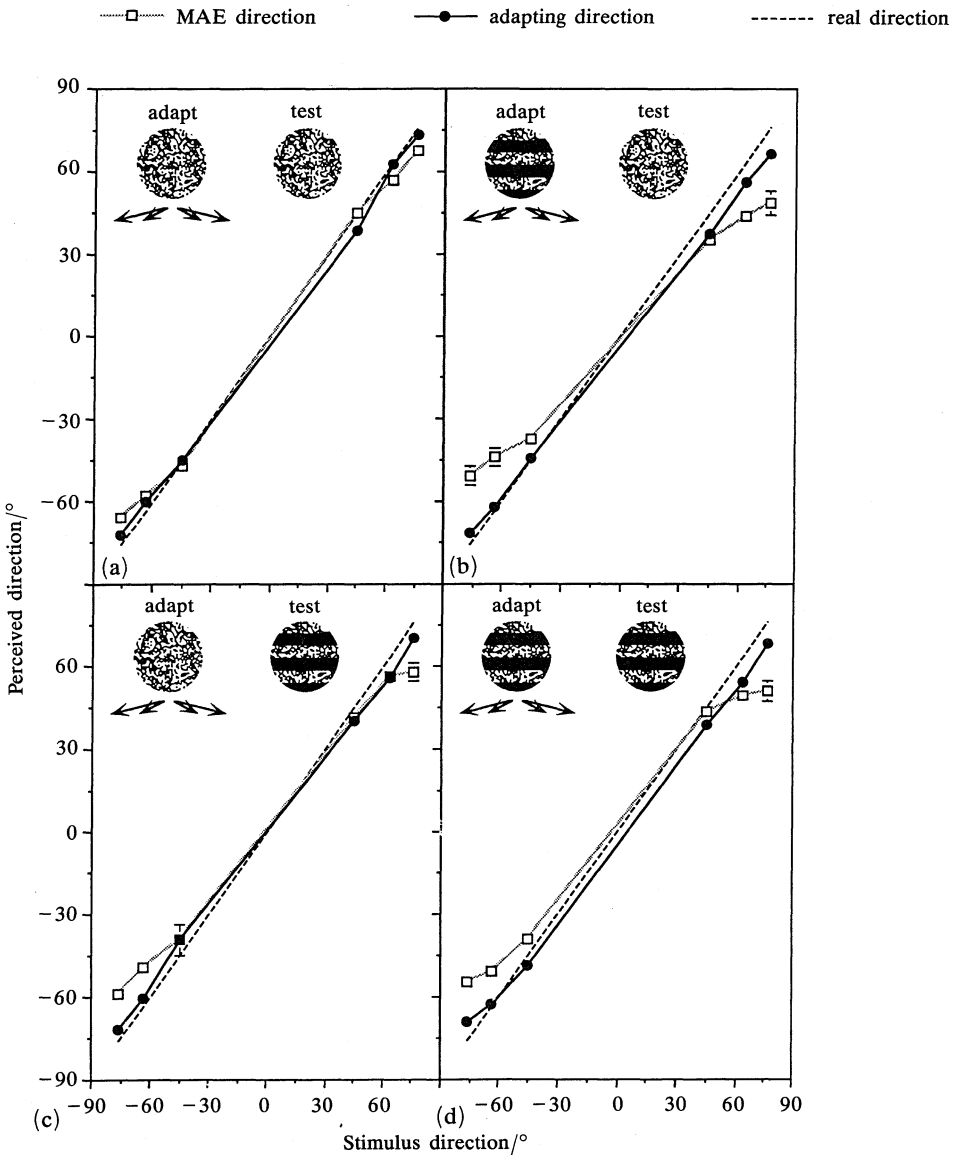 MAE direction adapting direction real direction
90
adapt test adapt test
60
30
0
−30
−60
(a) (b)
adapt test adapt test
60
30
0
−30
−60
−90
Perceived direction/°
(c) −90 −60 −30 0 30 60 (d) −60 −30 0 30 60 90
Stimulus direction/°